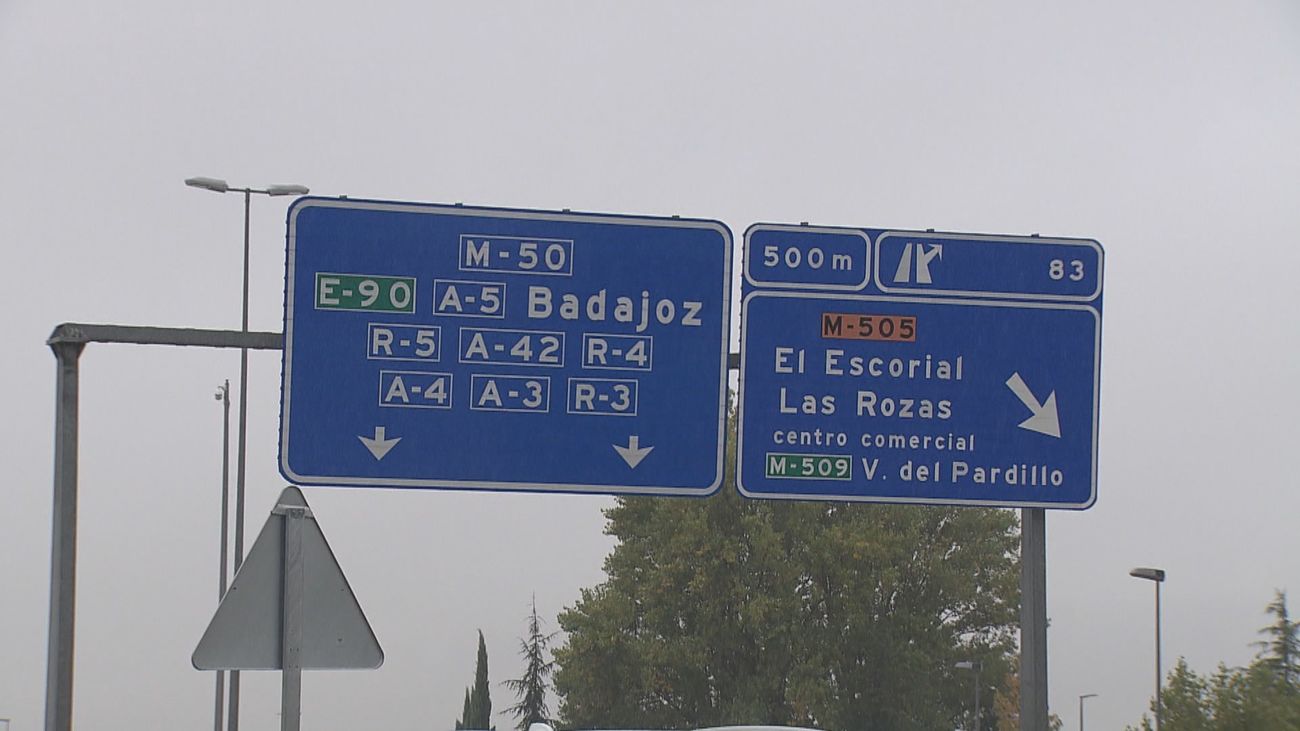 M-50
E-90 A-5 Badajoz
R-5 A-42 R-4
A-4 A-3 R-3
500 m 83
M-505
El Escorial
Las Rozas
centro comercial
M-509 V. del Pardillo